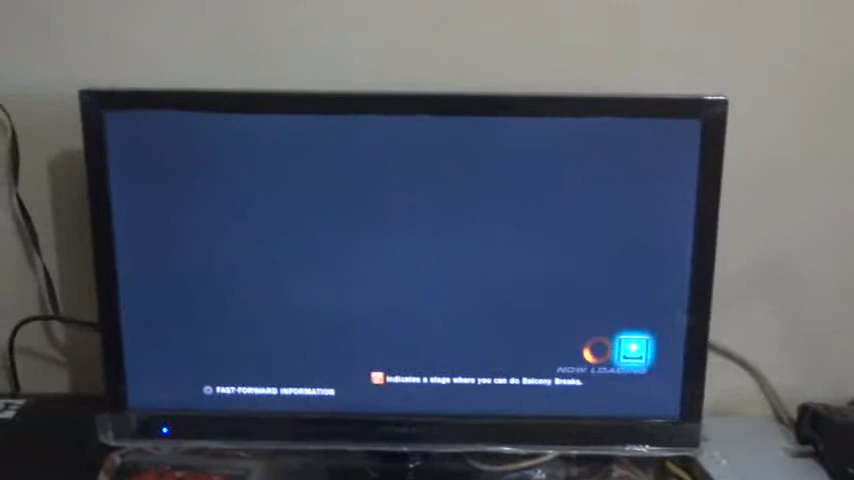 NOW LOADING
Indicates a stage where you can do Balcony Breaks.
FAST-FORWARD INFORMATION